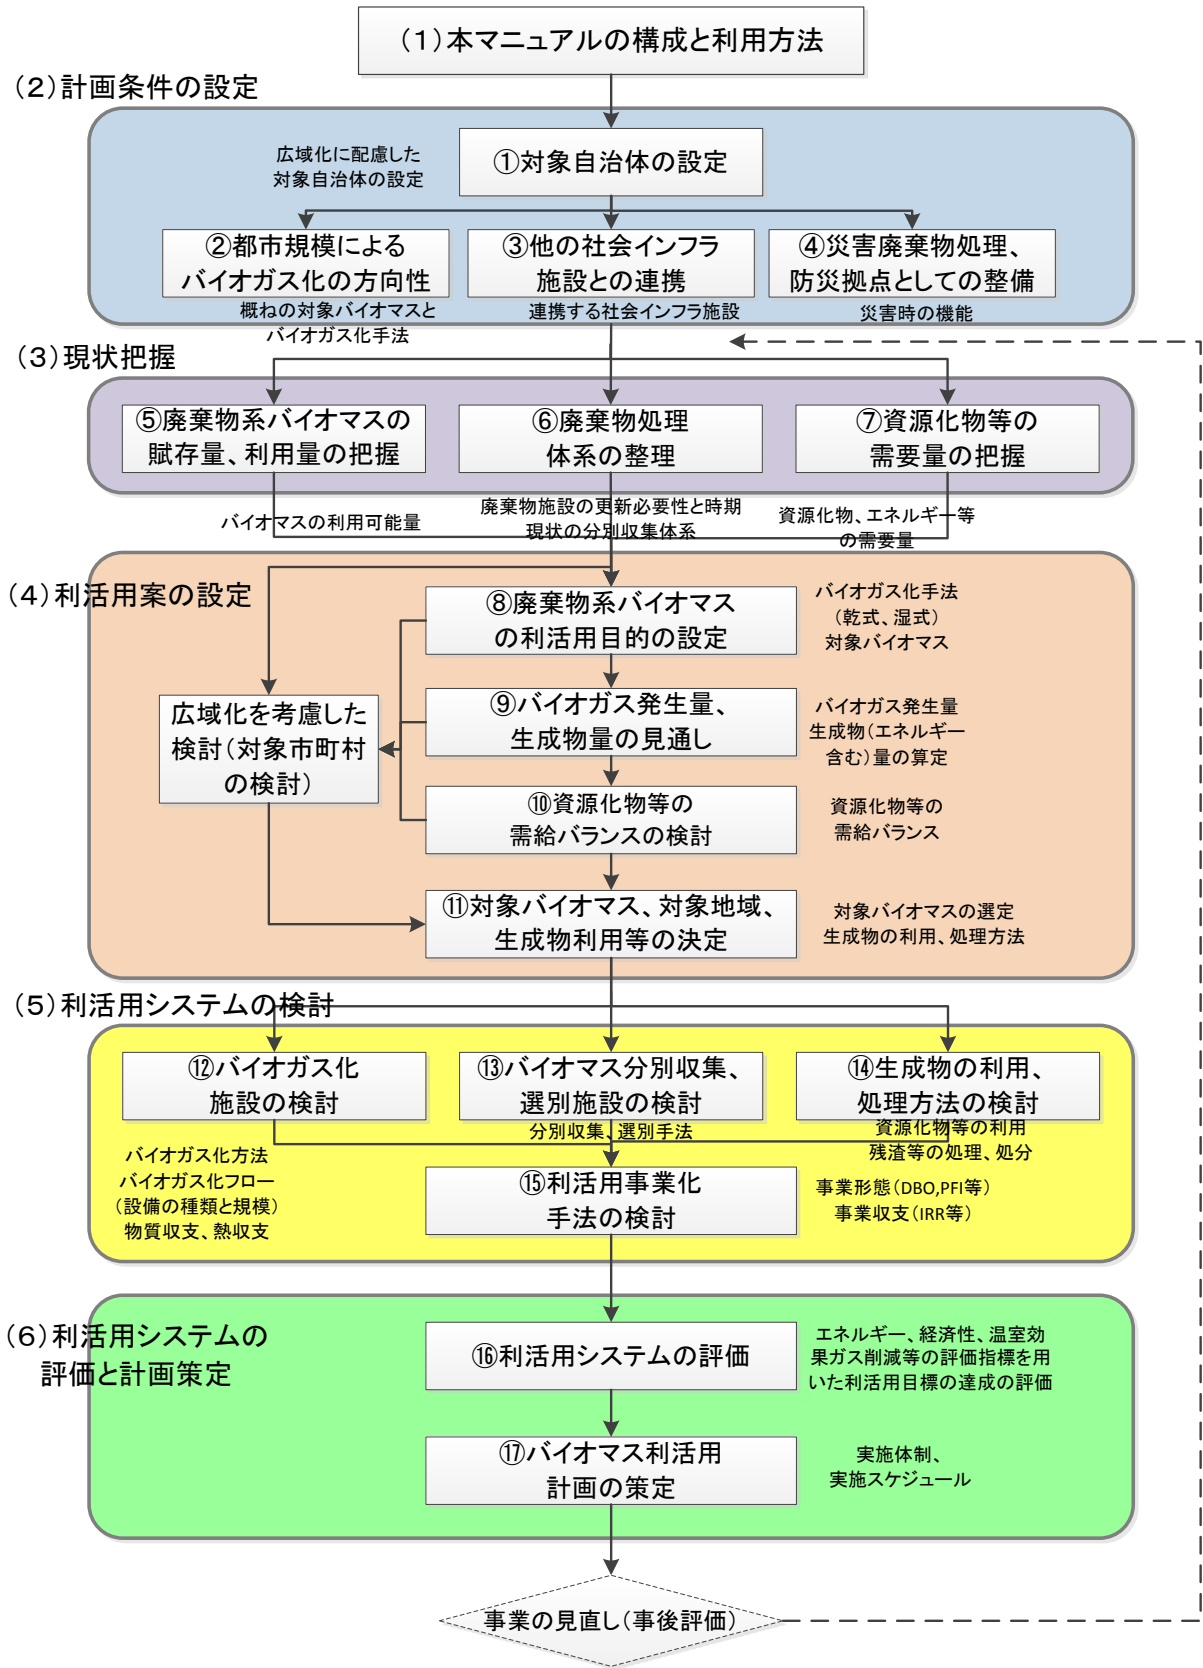 （1）本マニュアルの構成と利用方法
（2）計画条件の設定
広域化に配慮した
対象自治体の設定
①対象自治体の設定
②都市規模による
バイオガス化の方向性
概ねの対象バイオマスと
バイオガス化手法
③他の社会インフラ
施設との連携
連携する社会インフラ施設
④災害廃棄物処理、
防災拠点としての整備
災害時の機能
（3）現状把握
⑤廃棄物系バイオマスの
賦存量、利用量の把握
バイオマスの利用可能量
⑥廃棄物処理
体系の整理
廃棄物施設の更新必要性と時期
現状の分別収集体系
⑦資源化物等の
需要量の把握
資源化物、エネルギー等
の需要量
（4）利活用案の設定
⑧廃棄物系バイオマス
の利活用目的の設定
バイオガス化手法
（乾式、湿式）
対象バイオマス
広域化を考慮した
検討（対象市町村
の検討）
⑨バイオガス発生量、
生成物量の見通し
バイオガス発生量
生成物（エネルギー
含む）量の算定
⑩資源化物等の
需給バランスの検討
資源化物等の
需給バランス
⑪対象バイオマス、対象地域、
生成物利用等の決定
対象バイオマスの選定
生成物の利用、処理方法
（5）利活用システムの検討
⑫バイオガス化
施設の検討
バイオガス化方法
バイオガス化フロー
（設備の種類と規模）
物質収支、熱収支
⑬バイオマス分別収集、
選別施設の検討
分別収集、選別手法
⑭生成物の利用、
処理方法の検討
資源化物等の利用
残渣等の処理、処分
⑮利活用事業化
手法の検討
事業形態（DBO,PFI等）
事業収支（IRR等）
（6）利活用システムの
評価と計画策定
⑯利活用システムの評価
エネルギー、経済性、温室効
果ガス削減等の評価指標を用
いた利活用目標の達成の評価
⑰バイオマス利活用
計画の策定
実施体制、
実施スケジュール
事業の見直し（事後評価）